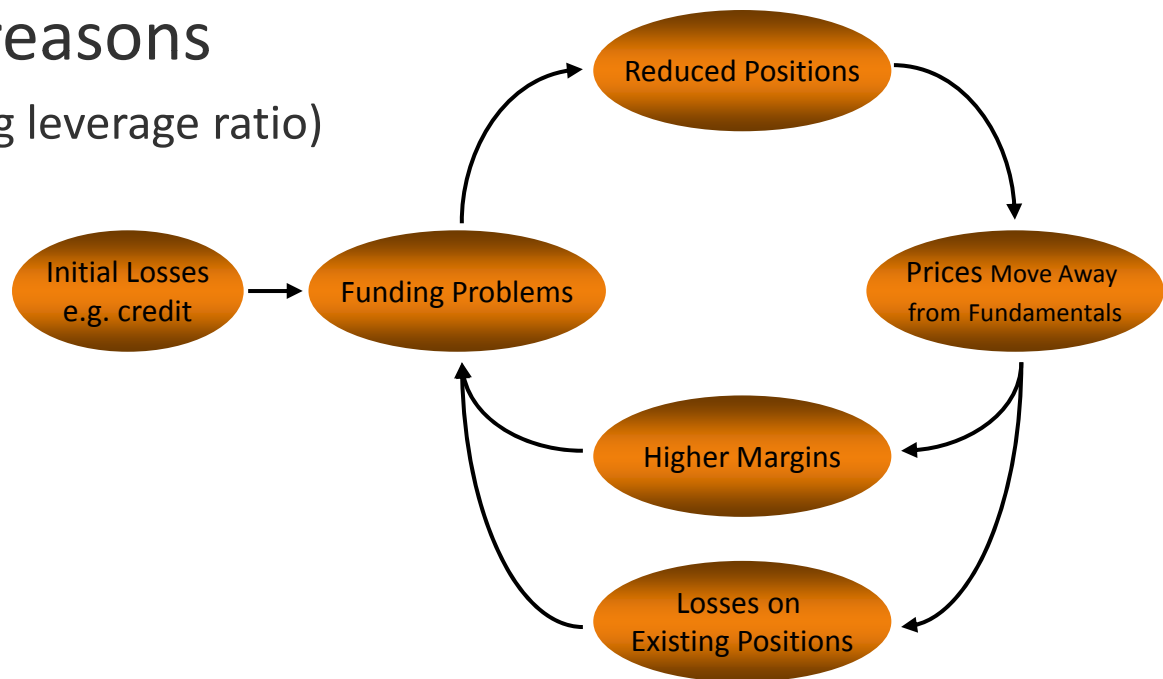 reasons
g leverage ratio)
Reduced Positions
Initial Losses
e.g. credit
Funding Problems
Prices Move Away
from Fundamentals
Higher Margins
Losses on
Existing Positions